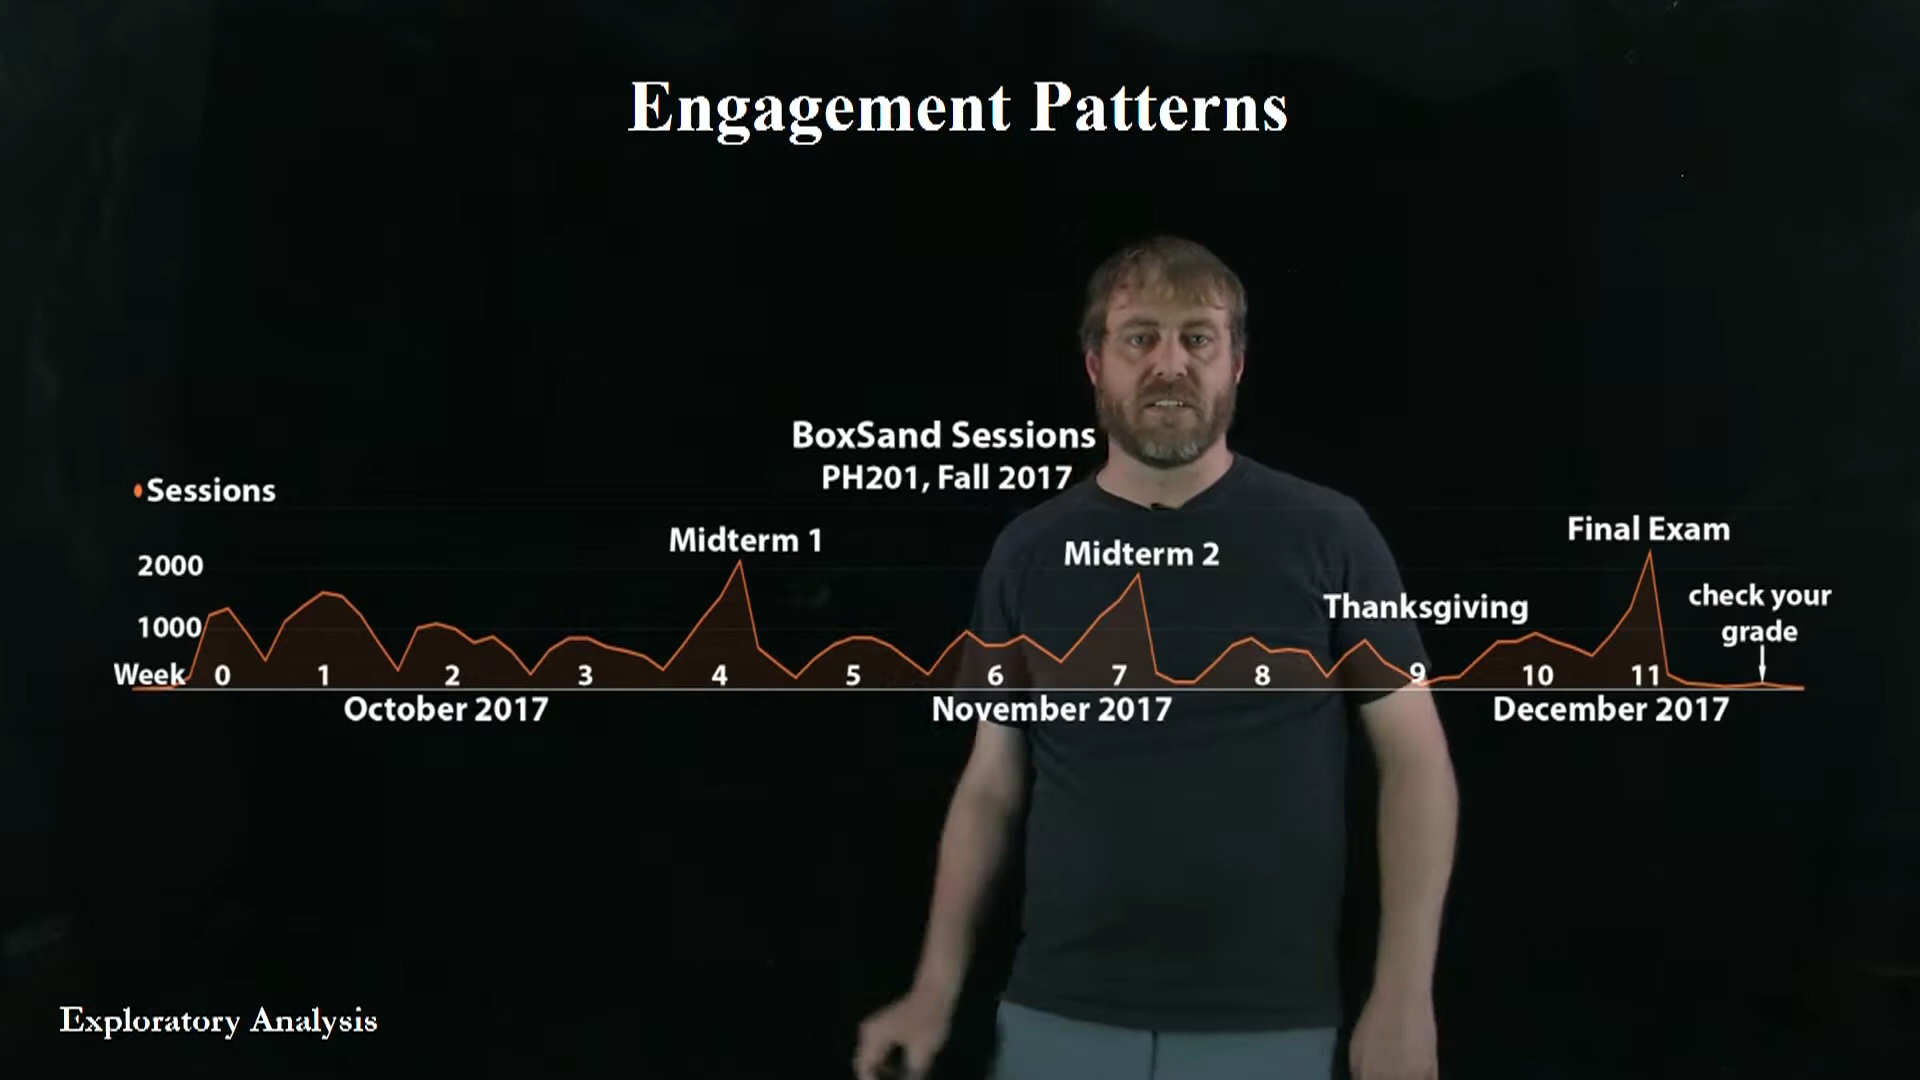 Engagement Patterns
BoxSand Sessions
PH201, Fall 2017
Sessions
2000
1000
Midterm 1
Midterm 2
Thanksgiving
Final Exam
check your
grade
Week 0 1 2 3 4 5 6 7 8 9 10 11
October 2017 November 2017 December 2017
Exploratory Analysis